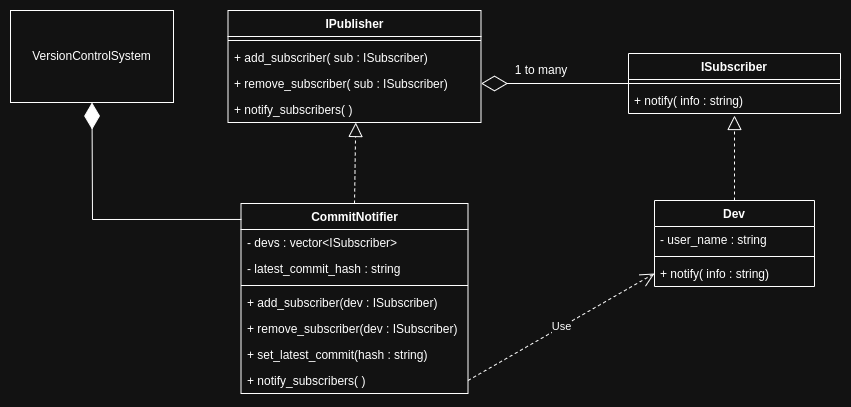 VersionControlSystem
IPublisher
+ add_subscriber( sub : ISubscriber)
+ remove_subscriber( sub : ISubscriber)
+ notify_subscribers( )
1 to many
ISubscriber
+ notify( info : string)
CommitNotifier
- devs : vector<ISubscriber>
- latest_commit_hash : string
+ add_subscriber(dev : ISubscriber)
+ remove_subscriber(dev : ISubscriber)
+ set_latest_commit(hash : string)
+ notify_subscribers( )
Use
Dev
- user_name : string
+ notify( info : string)